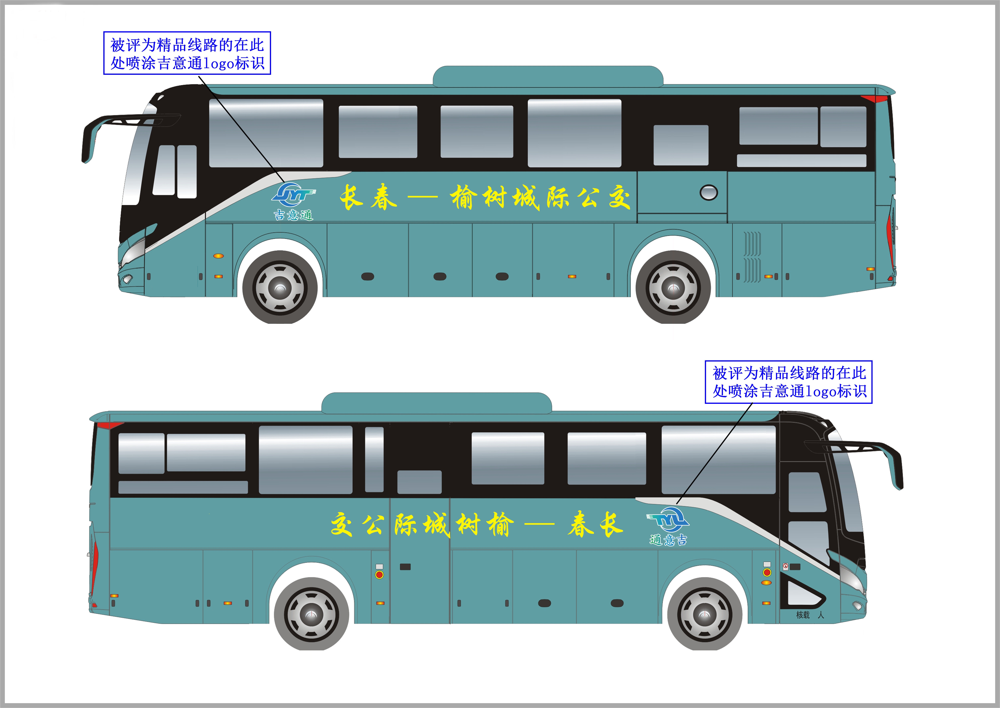 被评为精品线路的在此
处喷涂吉意通logo标识
JYT
吉意通
长春—榆树城际公交
被评为精品线路的在此
处喷涂吉意通logo标识
交公际城树榆—春长
TYJ
通意吉
核载 人